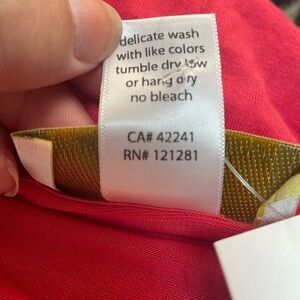 delicate wash
with like colors
tumble dry low
or hang dry
no bleach
CA# 42241
RN# 121281